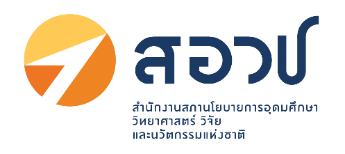 สอวช
สำนักงานสภานโยบายการอุดมศึกษา
วิทยาศาสตร์ วิจัย
และนวัตกรรมแห่งชาติ